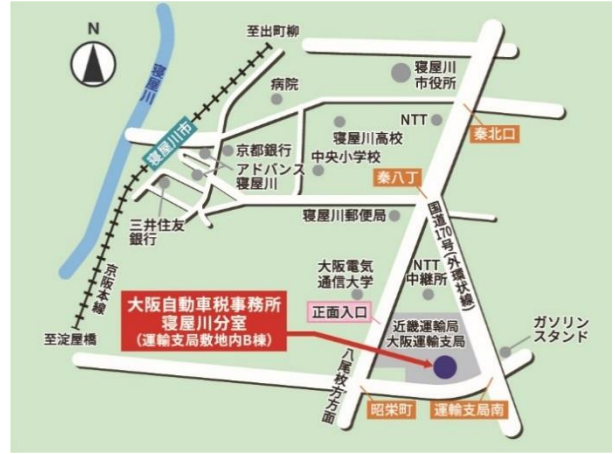 N
至出町柳
寝屋川
病院
寝屋川
市役所
NTT
寝屋川市
寝屋川高校
秦北口
京都銀行
中央小学校
アドバンス
寝屋川
秦八丁
三井住友
銀行
寝屋川郵便局
国道170号(外環状線)
京阪本線
大阪電気
通信大学
NTT
中継所
大阪自動車税事務所
寝屋川分室
(運輸支局敷地内B棟)
正面入口
近畿運輸局
大阪運輸支局
ガソリン
スタンド
至淀屋橋
八尾枚方方面
昭栄町
運輸支局南